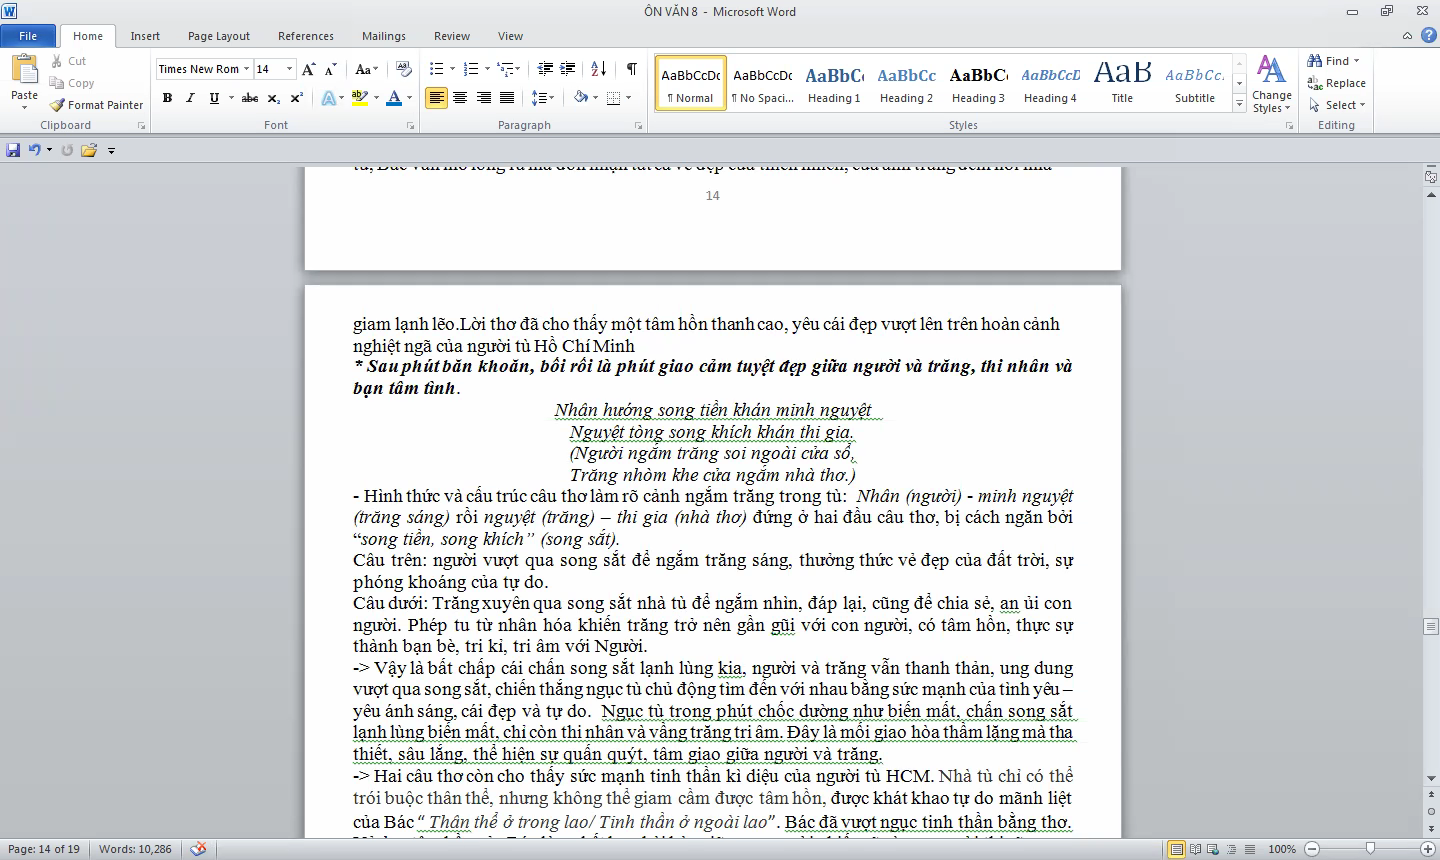 ÔN VĂN 8 - Microsoft Word
File Home Insert Page Layout References Mailings Review View
Paste
Cut
Copy
Format Painter
Clipboard
Times New Rom 14
Font
Paragraph
AaBbCcDc AaBbCcDc AaBbCc AaBbCc AaBbCc AaBbCcD AaB AaBbCc.
¶ Normal ¶ No Spaci... Heading 1 Heading 2 Heading 3 Heading 4 Title Subtitle
Styles
Change Styles
Find
Replace
Select
Editing
14
giam lạnh lẽo.Lời thơ đã cho thấy một tâm hồn thanh cao, yêu cái đẹp vượt lên trên hoàn cảnh
nghiệt ngã của người tù Hồ Chí Minh
* Sau phút băn khoăn, bối rối là phút giao cảm tuyệt đẹp giữa người và trăng, thi nhân và
bạn tâm tình.
Nhân hướng song tiền khán minh nguyệt
Nguyệt tòng song khích khán thi gia.
(Người ngắm trăng soi ngoài cửa sổ,
Trăng nhòm khe cửa ngắm nhà thơ.)
- Hình thức và cấu trúc câu thơ làm rõ cảnh ngắm trăng trong tù: Nhân (người) - minh nguyệt
(trăng sáng) rồi nguyệt (trăng) – thi gia (nhà thơ) đứng ở hai đầu câu thơ, bị cách ngăn bởi
“song tiền, song khích” (song sắt).
Câu trên: người vượt qua song sắt để ngắm trăng sáng, thưởng thức vẻ đẹp của đất trời, sự
phóng khoáng của tự do.
Câu dưới: Trăng xuyên qua song sắt nhà tù để ngắm nhìn, đáp lại, cũng để chia sẻ, an ủi con
người. Phép tu từ nhân hóa khiến trăng trở nên gần gũi với con người, có tâm hồn, thực sự
thành bạn bè, tri kỉ, tri âm với Người.
-> Vậy là bất chấp cái chấn song sắt lạnh lùng kia, người và trăng vẫn thanh thản, ung dung
vượt qua song sắt, chiến thắng ngục tù chủ động tìm đến với nhau bằng sức mạnh của tình yêu –
yêu ánh sáng, cái đẹp và tự do. Ngục tù trong phút chốc dường như biến mất, chấn song sắt
lạnh lùng biến mất, chỉ còn thi nhân và vầng trăng tri âm. Đây là mối giao hòa thầm lặng mà tha
thiết, sâu lắng, thể hiện sự quấn quýt, tâm giao giữa người và trăng.
-> Hai câu thơ còn cho thấy sức mạnh tinh thần kì diệu của người tù HCM. Nhà tù chỉ có thể
trói buộc thân thể, nhưng không thể giam cầm được tâm hồn, được khát khao tự do mãnh liệt
của Bác “ Thân thể ở trong lao/ Tinh thần ở ngoài lao”. Bác đã vượt ngục tinh thần bằng thơ.
Page: 14 of 19 Words: 10,286 100%